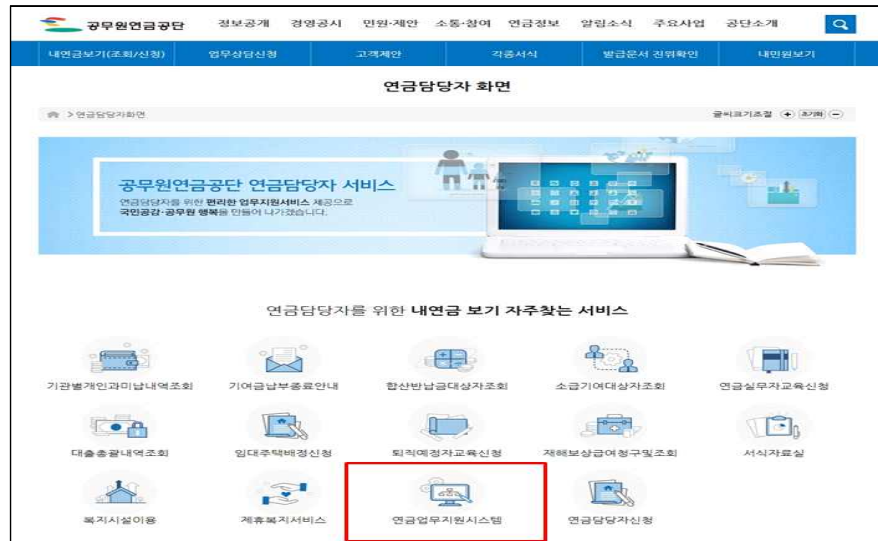 공무원연금공단
정보공개 경영공시 민원·제안 소통·참여 연금정보 알림소식 주요사업 공단소개
내연금보기(조회/신청) 업무상담신청 고객제안 각종서식 발급문서 진위확인 내민원보기
연금담당자 화면
> 연금담당자화면
글씨크기조절 + 초기화 -
공무원연금공단 연금담당자 서비스
연금담당자를 위한 편리한 업무지원서비스 제공으로
국민공감·공무원 행복을 만들어 나가겠습니다.
연금담당자를 위한 내연금 보기 자주찾는 서비스
기관별개인과미납내역조회 기여금납부종료안내 합산반납금대상자조회 소급기여대상자조회 연금실무자교육신청
대출총괄내역조회 임대주택배정신청 퇴직예정자교육신청 재해보상급여청구및조회 서식자료실
복지시설이용 제휴복지서비스 연금업무지원시스템 연금담당자신청